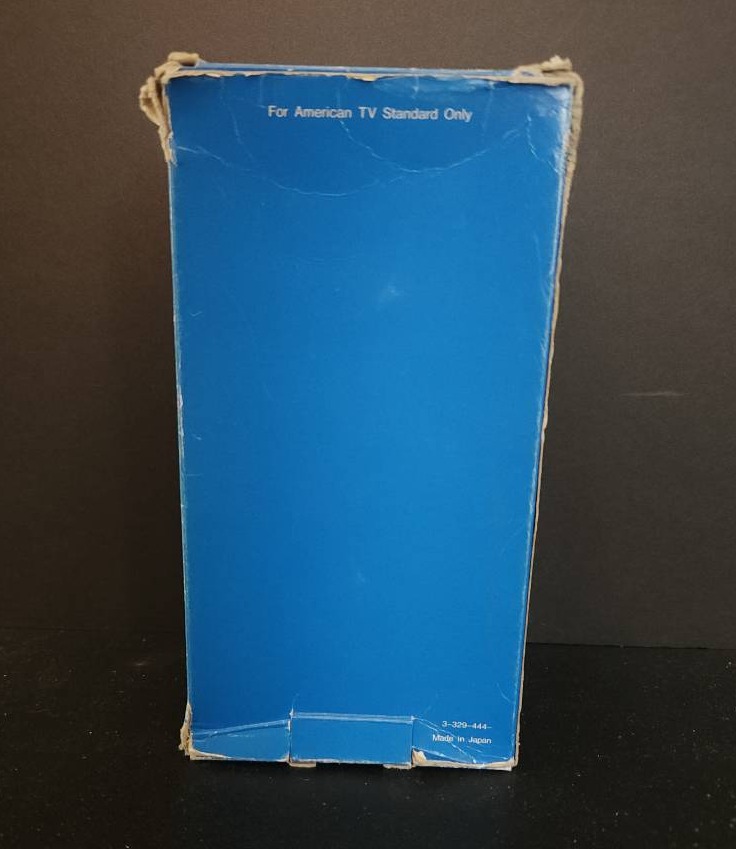 For American TV Standard Only
3-329-444-
Made in Japan